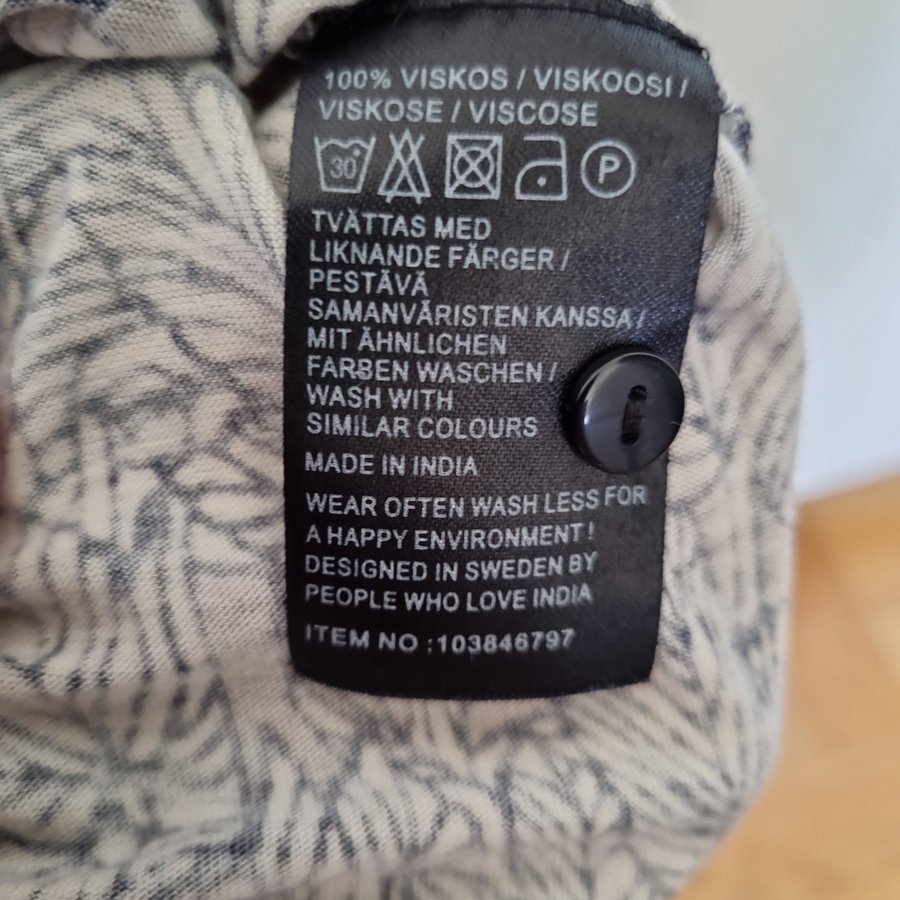 100% VISKOS / VISKOOSI /
VISKOSE / VISCOSE
30 P
TVÄTTAS MED
LIKNANDE FÄRGER /
PESTÄVÄ
SAMANVÄRISTEN KANSSA /
MIT ÄHNLICHEN
FARBEN WASCHEN /
WASH WITH
SIMILAR COLOURS
MADE IN INDIA
WEAR OFTEN WASH LESS FOR
A HAPPY ENVIRONMENT !
DESIGNED IN SWEDEN BY
PEOPLE WHO LOVE INDIA
ITEM NO :103846797